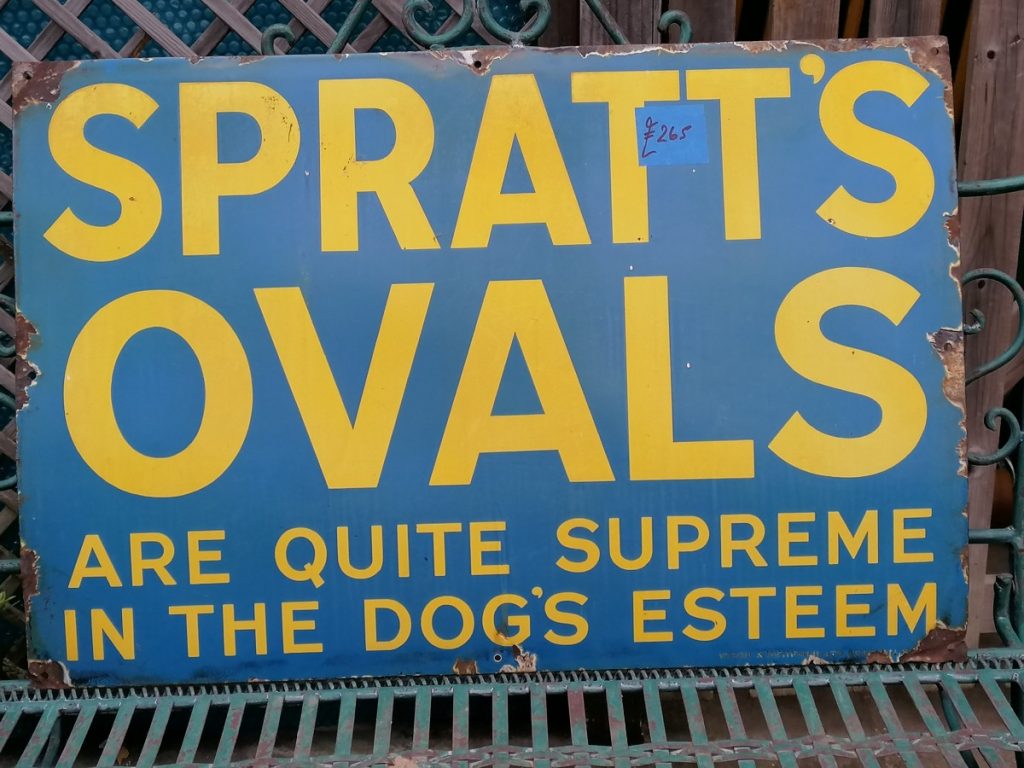 SPRATT'S
£265
OVALS
ARE QUITE SUPREME
IN THE DOG'S ESTEEM